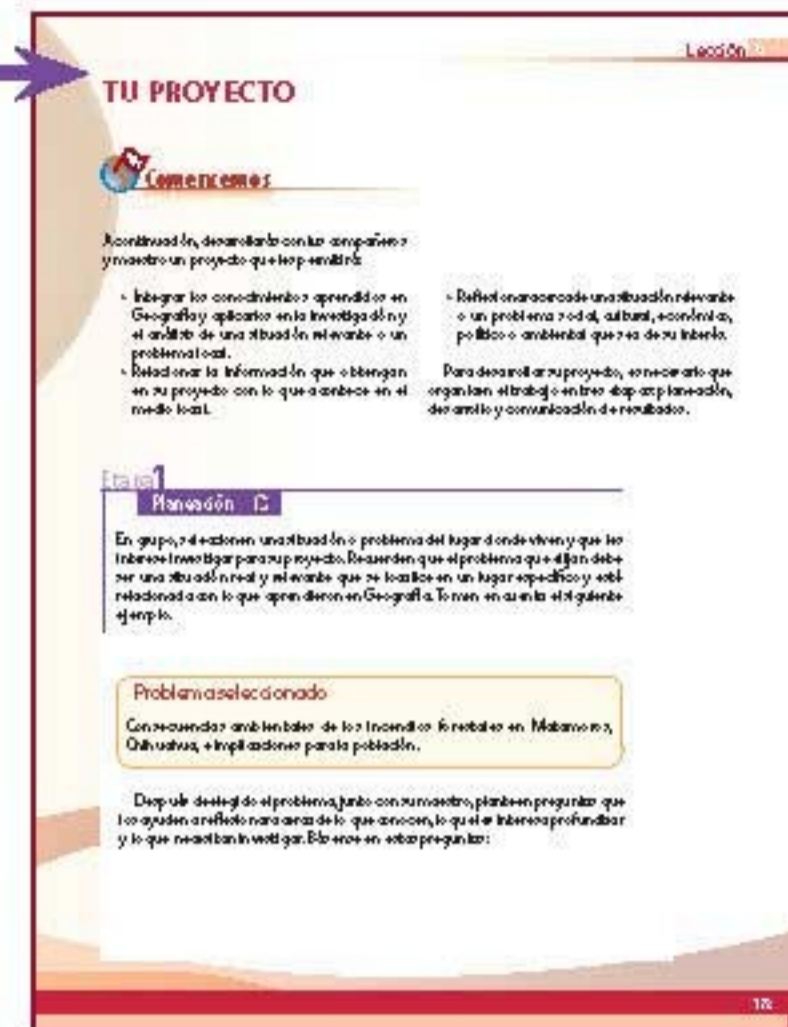 Lección
TU PROYECTO
Comencemos
A continuación, desarrollarás con tus compañeros
y maestro un proyecto que les permitirá:
• Integrar los conocimientos aprendidos en
Geografía y aplicarlos en la investigación y
el análisis de una situación relevante o un
problema local.
• Relacionar la información que obtengan
en su proyecto con lo que acontece en el
medio local.
• Reflexionar acerca de una situación relevante
o un problema social, cultural, económico,
político o ambiental que sea de su interés.
Para desarrollar su proyecto, es necesario que
organicen el trabajo en tres etapas: planeación,
desarrollo y comunicación de resultados.
Etapa 1
Planeación
En grupo, seleccionen una situación o problema del lugar donde viven y que les
interese investigar para su proyecto. Recuerden que el problema que elijan debe
ser una situación real y relevante que se localice en un lugar específico y esté
relacionada con lo que aprendieron en Geografía. Tomen en cuenta el siguiente
ejemplo.
Problema seleccionado
Consecuencias ambientales de los incendios forestales en Matamoros,
Chihuahua, e implicaciones para la población.
Después de elegido el problema, junto con su maestro, planteen preguntas que
los ayuden a reflexionar acerca de lo que conocen, lo que les interesa profundizar
y lo que necesitan investigar. Básense en estas preguntas: